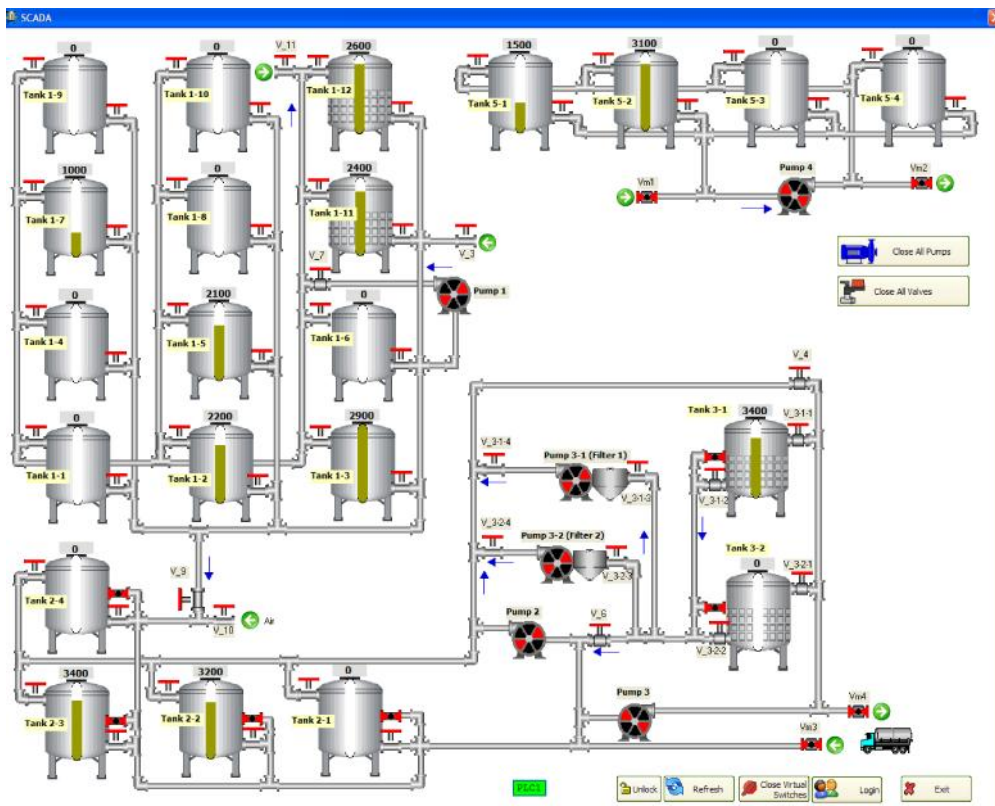 SCADA
0
0
V_11
2600
1500
3100
0
0
Tank 1-9
Tank 1-10
Tank 1-12
Tank 5-1
Tank 5-2
Tank 5-3
Tank 5-4
1000
0
2400
Pump 4
Vm1
Vm2
Tank 1-7
Tank 1-8
Tank 1-11
V_7
V_3
Close All Pumps
Close All Valves
0
2100
0
Pump 1
Tank 1-4
Tank 1-5
Tank 1-6
V_4
0
2200
2900
Tank 3-1
3400
V_3-1-1
Tank 1-1
Tank 1-2
Tank 1-3
V_3-1-4
Pump 3-1 (Filter 1)
V_3-1-3
V_3-1-2
V_3-2-4
Pump 3-2 (Filter 2)
V_3-2-3
Tank 3-2
0
V_3-2-1
0
V_9
Tank 2-4
V_10
Air
Pump 2
V_6
V_3-2-2
3400
3200
0
Tank 2-3
Tank 2-2
Tank 2-1
Pump 3
Vm4
Vm3
PLC1
Unlock
Refresh
Close Virtual
Switches
Login
Exit